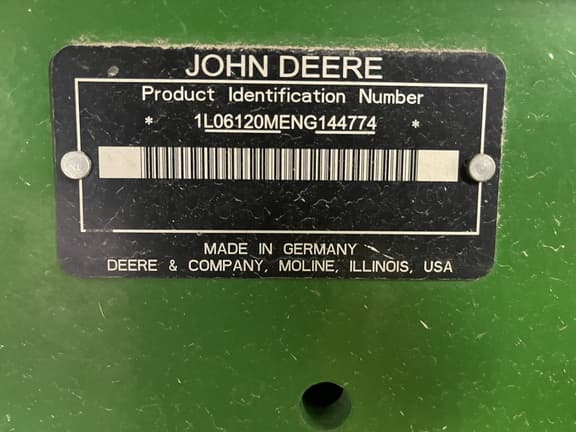 JOHN DEERE
Product Identification Number
* 1L06120MENG144774 *
MADE IN GERMANY
DEERE & COMPANY, MOLINE, ILLINOIS, USA